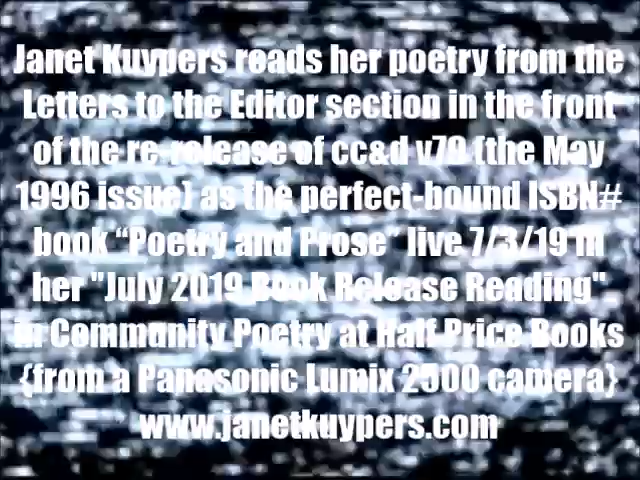 Janet Kuypers reads her poetry from the
Letters to the Editor section in the front
of the re-release of cc&d v79 (the May
1996 issue) as the perfect-bound ISBN#
book “Poetry and Prose” live 7/3/19 in
her "July 2019 Book Release Reading"
in Community Poetry at Half Price Books
{from a Panasonic Lumix 2500 camera}
www.janetkuypers.com